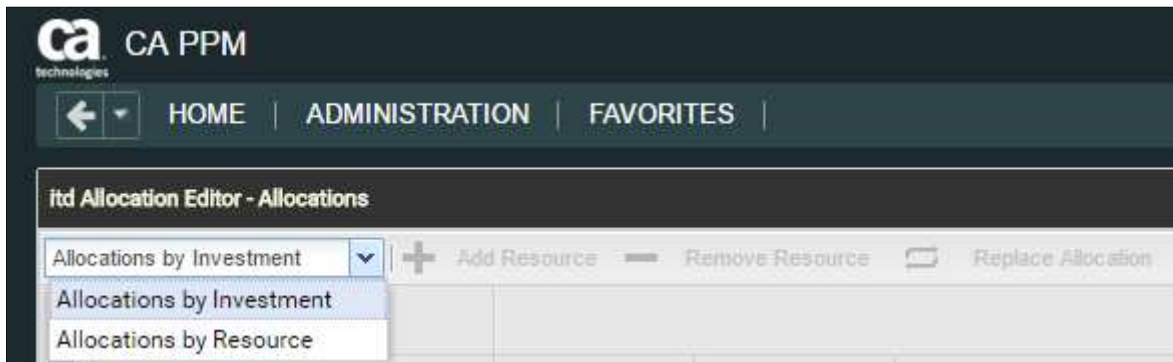 ca
technologies
CA PPM
HOME | ADMINISTRATION | FAVORITES |
itd Allocation Editor - Allocations
Allocations by Investment Add Resource Remove Resource Replace Allocation
Allocations by Investment
Allocations by Resource